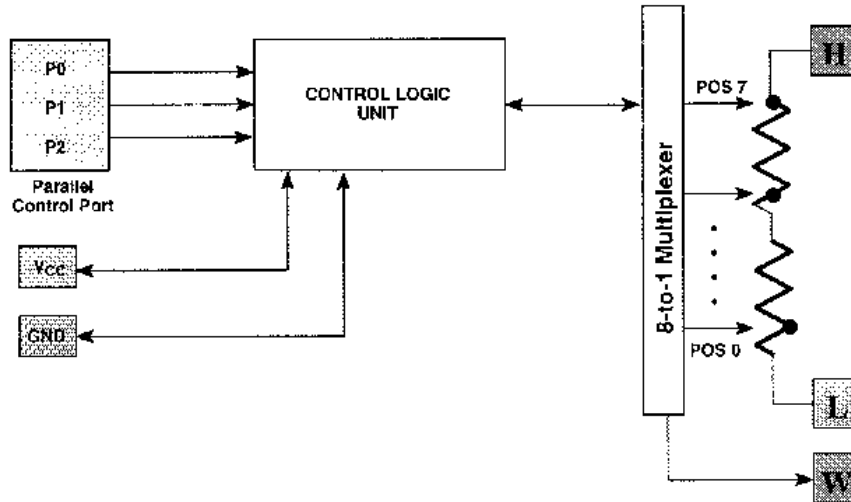 P0
P1
P2
Parallel
Control Port
CONTROL LOGIC
UNIT
Vcc
GND
8-to-1 Multiplexer
POS 7
POS 0
H
L
W